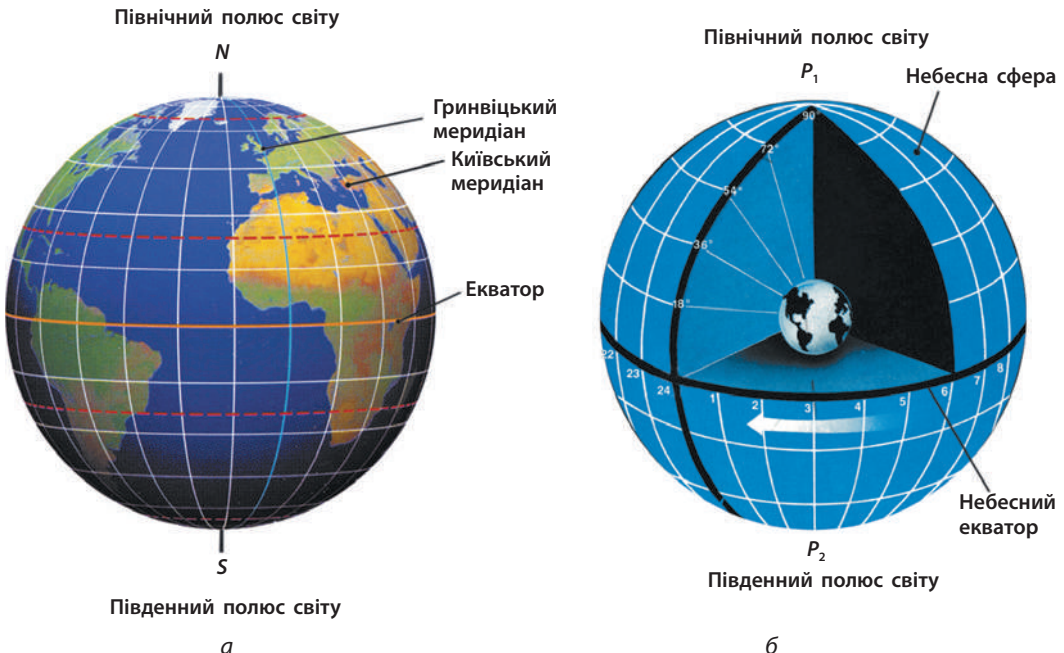 Північний полюс світу
N
Гринвіцький
меридіан
Київський
меридіан
Екватор
S
Південний полюс світу
а
Північний полюс світу
P1
Небесна сфера
90°
72°
54°
36°
18°
22
23
24
1
2
3
4
5
6
7
8
Небесний
екватор
P2
Південний полюс світу
б